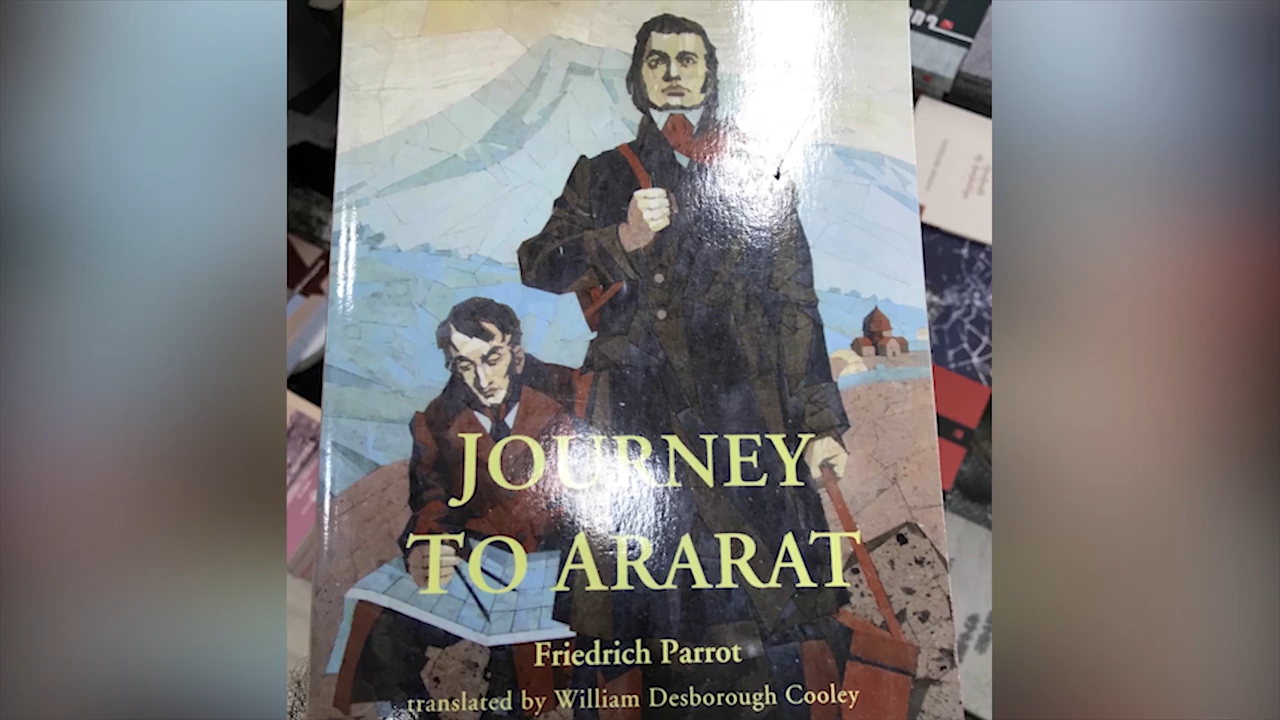 JOURNEY
TO ARARAT
Friedrich Parrot
translated by William Desborough Cooley